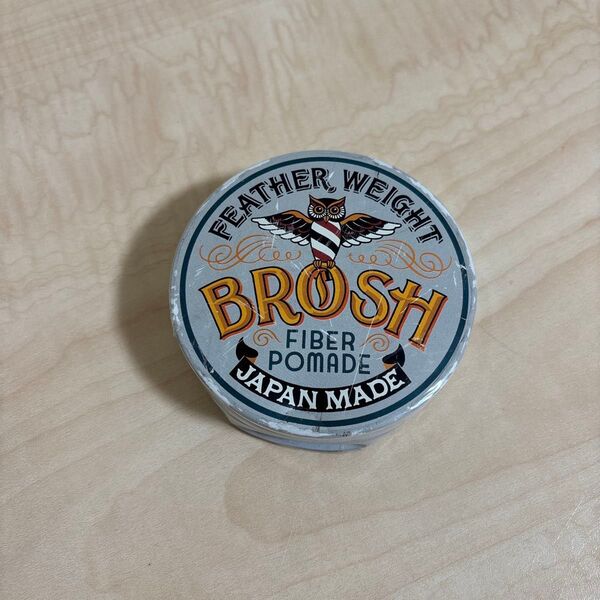 FEATHER, WEIGHT
BROSH
FIBER
POMADE
JAPAN MADE